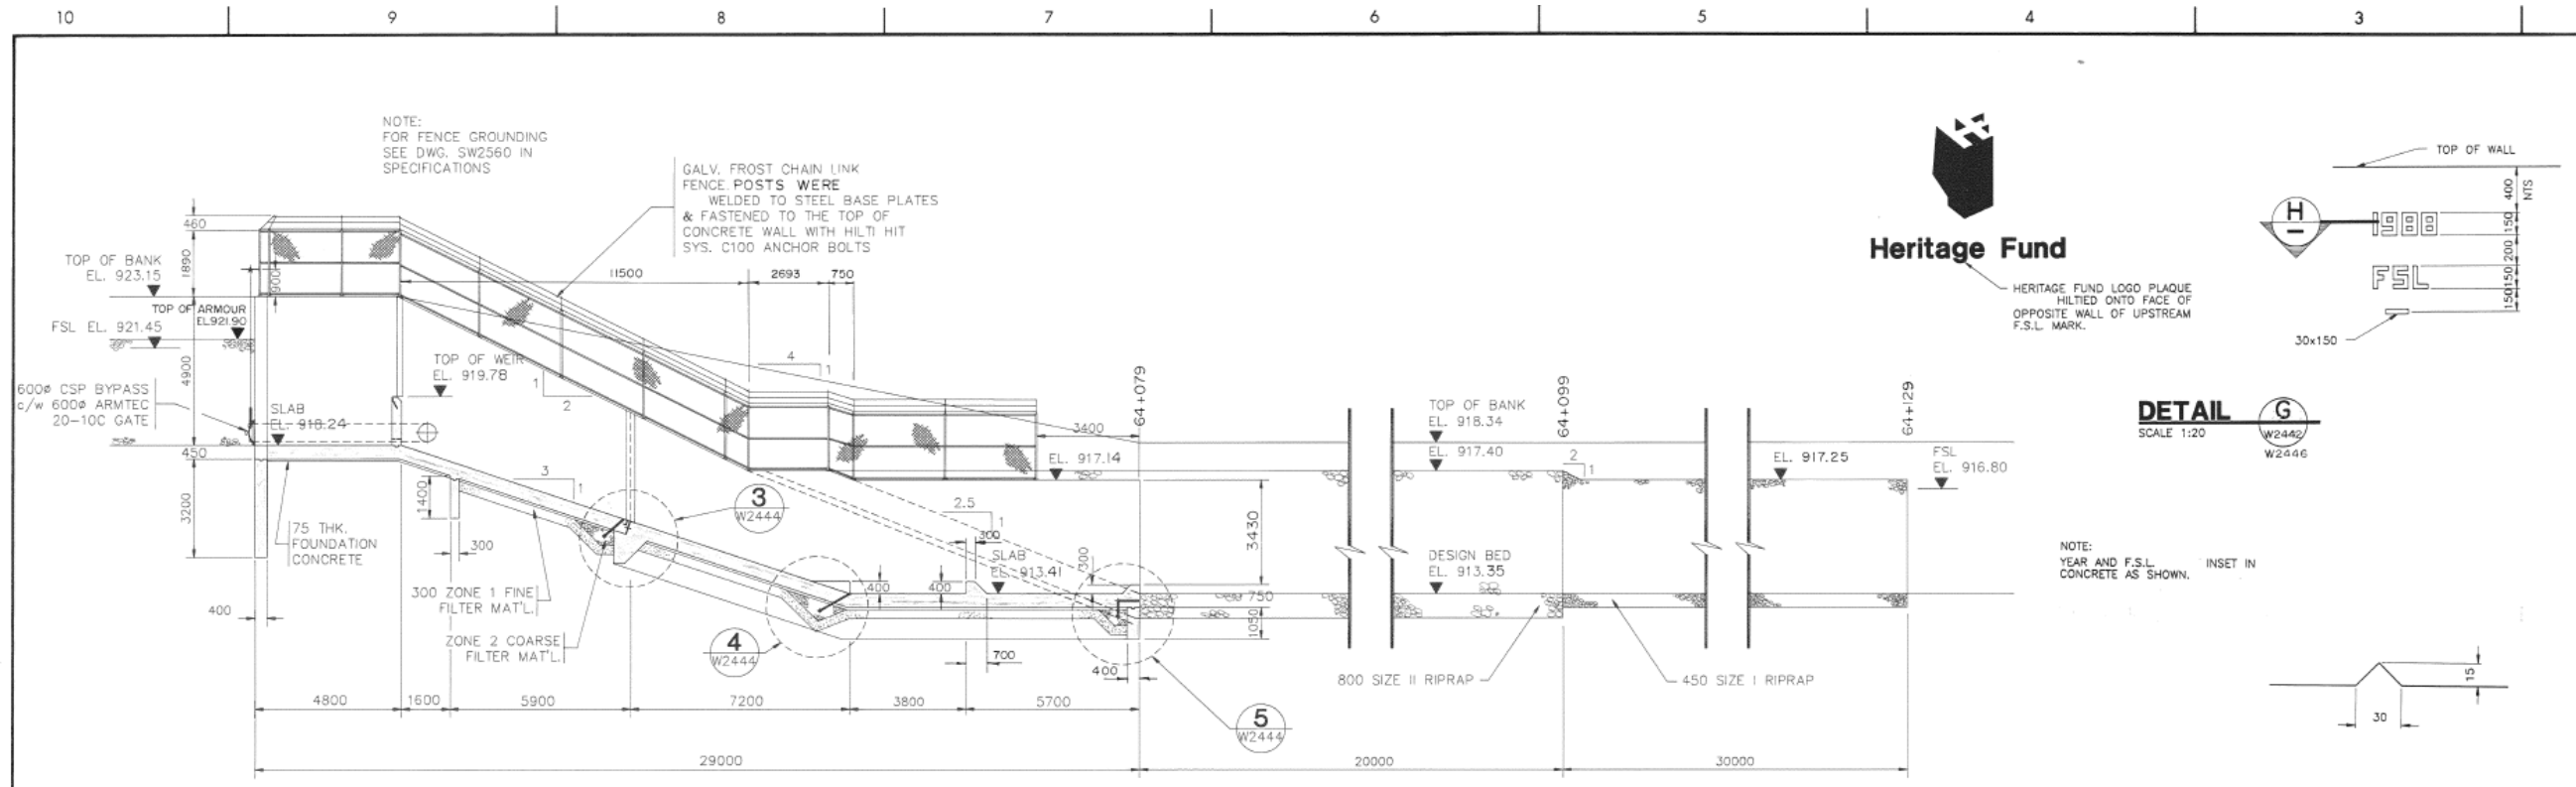 10 9 8 7 6 5 4 3
NOTE:
FOR FENCE GROUNDING
SEE DWG. SW2560 IN
SPECIFICATIONS
GALV. FROST CHAIN LINK
FENCE. POSTS WERE
WELDED TO STEEL BASE PLATES
& FASTENED TO THE TOP OF
CONCRETE WALL WITH HILTI HIT
SYS. C100 ANCHOR BOLTS
460
1890
900
TOP OF BANK
EL. 923.15
TOP OF ARMOUR
EL921.90
FSL EL. 921.45
4900
600ø CSP BYPASS
c/w 600ø ARMTEC
20-10C GATE
SLAB
EL. 918.24
TOP OF WEIR
EL. 919.78
450
3200
400
75 THK.
FOUNDATION
CONCRETE
11500
2693
750
1
2
4
1
3
1
2.5
1
1400
300
300 ZONE 1 FINE
FILTER MAT'L.
ZONE 2 COARSE
FILTER MAT'L.
3
W2444
4
W2444
5
W2444
400
400
300
SLAB
EL. 913.41
300
700
400
3400
EL. 917.14
3430
750
1050
64+079
64+099
64+129
TOP OF BANK
EL. 918.34
EL. 917.40
2
1
EL. 917.25
FSL
EL. 916.80
DESIGN BED
EL. 913.35
800 SIZE II RIPRAP
450 SIZE I RIPRAP
4800 1600 5900 7200 3800 5700
29000 20000 30000
Heritage Fund
HERITAGE FUND LOGO PLAQUE
HILTIED ONTO FACE OF
OPPOSITE WALL OF UPSTREAM
F.S.L. MARK.
TOP OF WALL
400
NTS
H
1988
150
200
FSL
150
150
30x150
DETAIL G
SCALE 1:20
W2442
W2446
NOTE:
YEAR AND F.S.L. INSET IN
CONCRETE AS SHOWN.
15
30